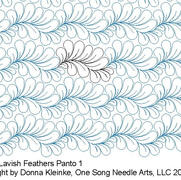 Lavish Feathers Panto 1
ght by Donna Kleinke, One Song Needle Arts, LLC 20